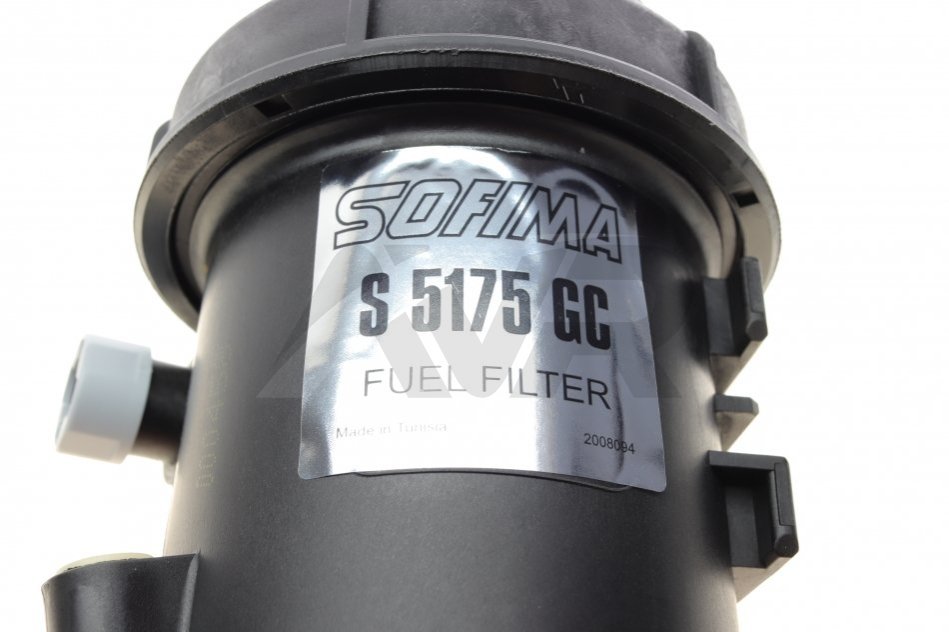 SOFIMA
S 5175 GC
FUEL FILTER
Made in Tunisia
2008094